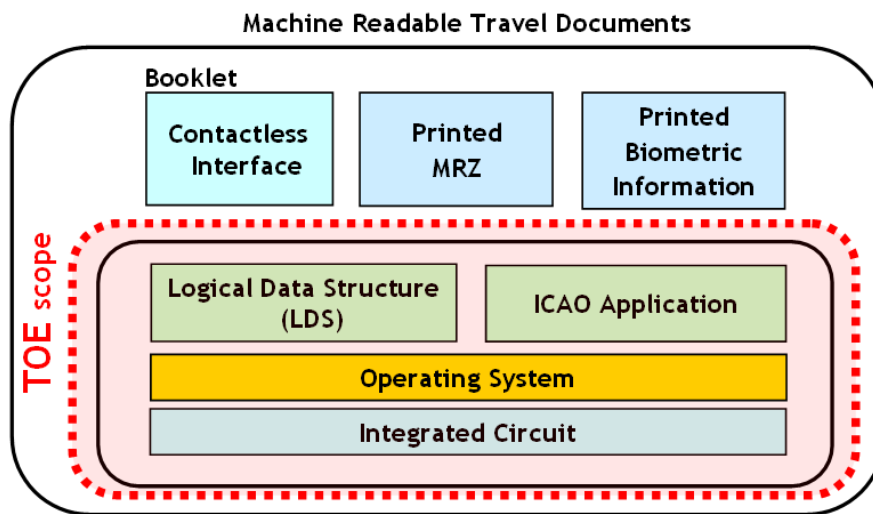 Machine Readable Travel Documents
Booklet
Contactless
Interface
Printed
MRZ
Printed
Biometric
Information
TOE scope
Logical Data Structure
(LDS)
ICAO Application
Operating System
Integrated Circuit